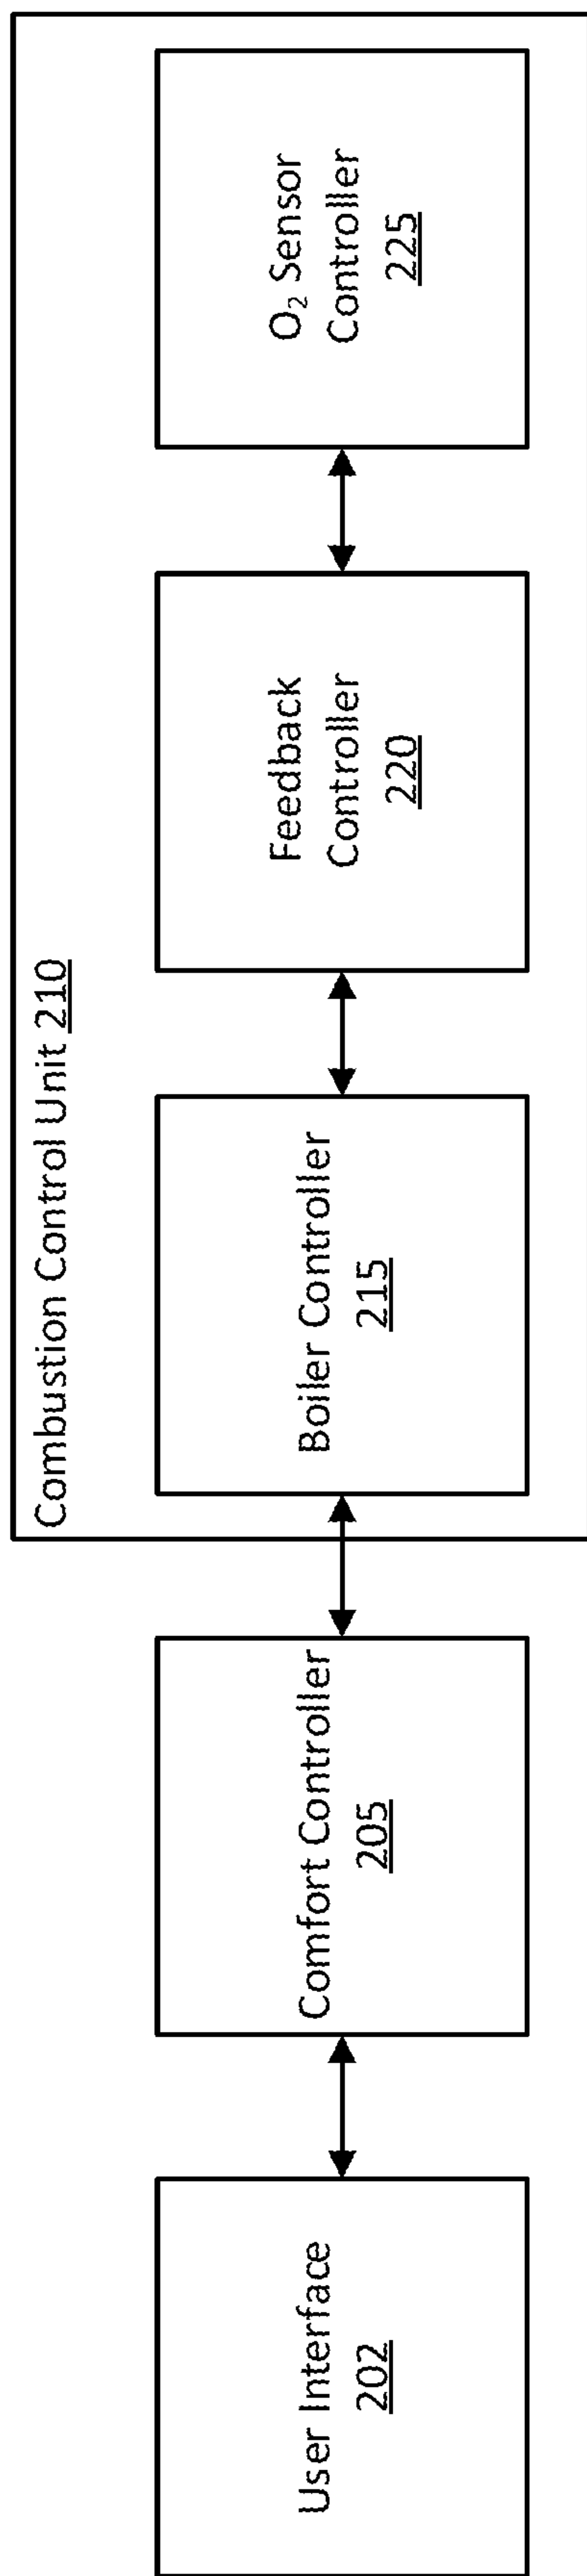 Combustion Control Unit 210
User Interface
202
Comfort Controller
205
Boiler Controller
215
Feedback
Controller
220
O₂ Sensor
Controller
225